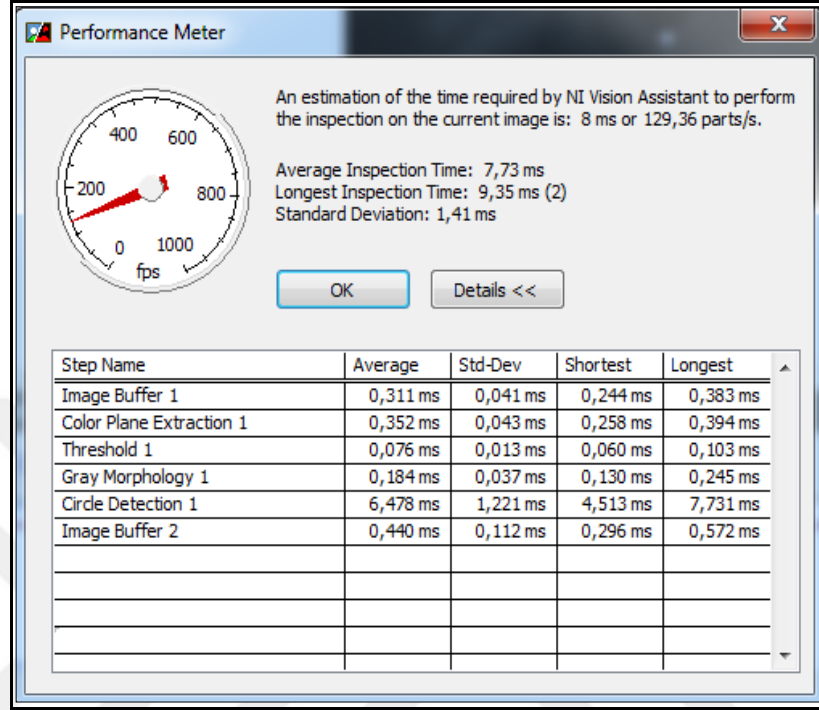 Performance Meter
X
An estimation of the time required by NI Vision Assistant to perform
the inspection on the current image is: 8 ms or 129,36 parts/s.
400 600
200 800
0 1000
fps
Average Inspection Time: 7,73 ms
Longest Inspection Time: 9,35 ms (2)
Standard Deviation: 1,41 ms
OK Details <<
Step Name Average Std-Dev Shortest Longest
Image Buffer 1 0,311 ms 0,041 ms 0,244 ms 0,383 ms
Color Plane Extraction 1 0,352 ms 0,043 ms 0,258 ms 0,394 ms
Threshold 1 0,076 ms 0,013 ms 0,060 ms 0,103 ms
Gray Morphology 1 0,184 ms 0,037 ms 0,130 ms 0,245 ms
Circle Detection 1 6,478 ms 1,221 ms 4,513 ms 7,731 ms
Image Buffer 2 0,440 ms 0,112 ms 0,296 ms 0,572 ms